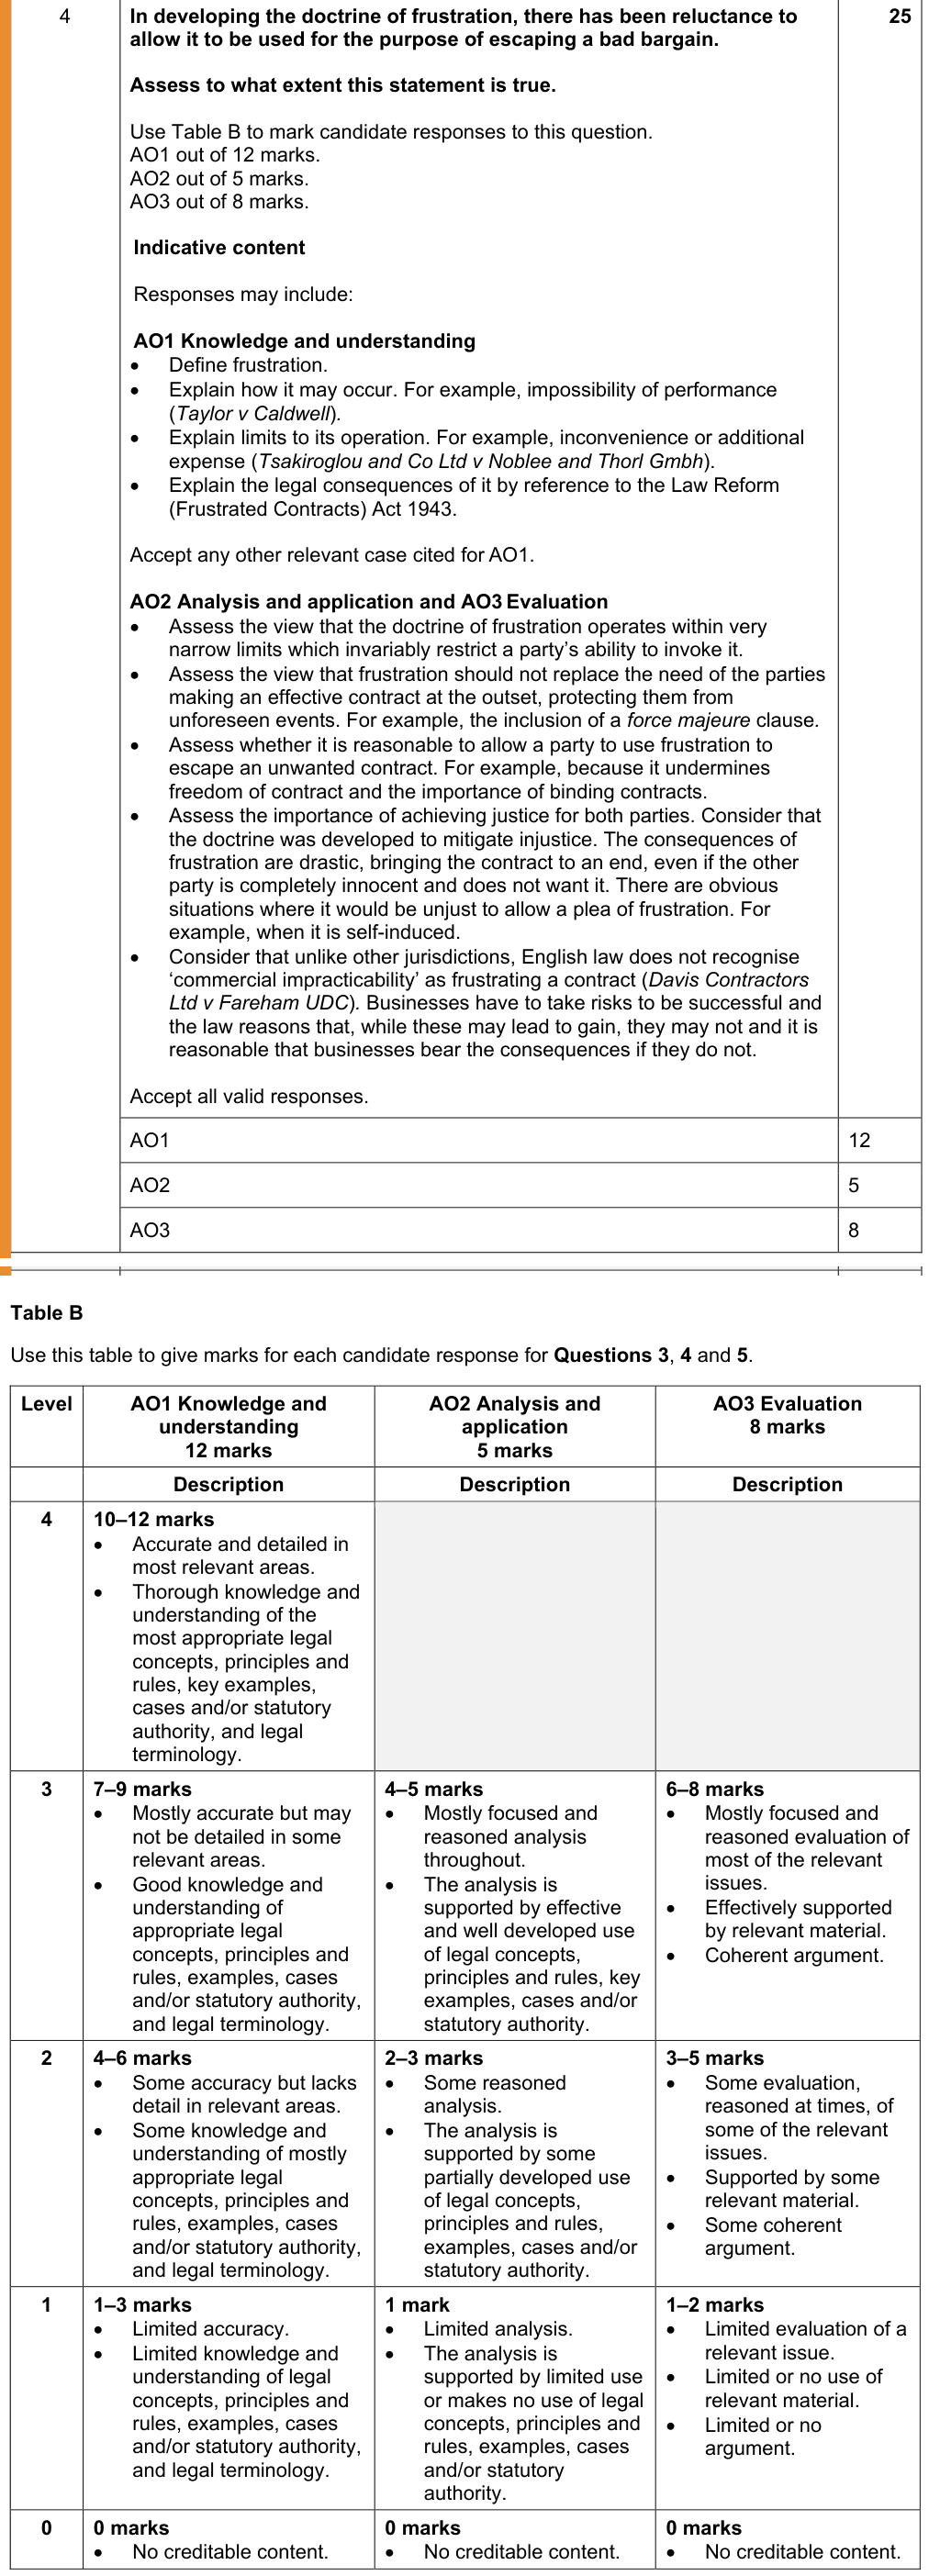 4 In developing the doctrine of frustration, there has been reluctance to 25
allow it to be used for the purpose of escaping a bad bargain.
Assess to what extent this statement is true.
Use Table B to mark candidate responses to this question.
AO1 out of 12 marks.
AO2 out of 5 marks.
AO3 out of 8 marks.
Indicative content
Responses may include:
AO1 Knowledge and understanding
• Define frustration.
• Explain how it may occur. For example, impossibility of performance
(Taylor v Caldwell).
• Explain limits to its operation. For example, inconvenience or additional
expense (Tsakiroglou and Co Ltd v Noblee and Thorl Gmbh).
• Explain the legal consequences of it by reference to the Law Reform
(Frustrated Contracts) Act 1943.
Accept any other relevant case cited for AO1.
AO2 Analysis and application and AO3 Evaluation
• Assess the view that the doctrine of frustration operates within very
narrow limits which invariably restrict a party's ability to invoke it.
• Assess the view that frustration should not replace the need of the parties
making an effective contract at the outset, protecting them from
unforeseen events. For example, the inclusion of a force majeure clause.
• Assess whether it is reasonable to allow a party to use frustration to
escape an unwanted contract. For example, because it undermines
freedom of contract and the importance of binding contracts.
• Assess the importance of achieving justice for both parties. Consider that
the doctrine was developed to mitigate injustice. The consequences of
frustration are drastic, bringing the contract to an end, even if the other
party is completely innocent and does not want it. There are obvious
situations where it would be unjust to allow a plea of frustration. For
example, when it is self-induced.
• Consider that unlike other jurisdictions, English law does not recognise
‘commercial impracticability’ as frustrating a contract (Davis Contractors
Ltd v Fareham UDC). Businesses have to take risks to be successful and
the law reasons that, while these may lead to gain, they may not and it is
reasonable that businesses bear the consequences if they do not.
Accept all valid responses.
AO1 12
AO2 5
AO3 8
Table B
Use this table to give marks for each candidate response for Questions 3, 4 and 5.
Level
AO1 Knowledge and
understanding
12 marks
AO2 Analysis and
application
5 marks
AO3 Evaluation
8 marks
Description Description Description
4
10–12 marks
• Accurate and detailed in
most relevant areas.
• Thorough knowledge and
understanding of the
most appropriate legal
concepts, principles and
rules, key examples,
cases and/or statutory
authority, and legal
terminology.
3
7–9 marks
• Mostly accurate but may
not be detailed in some
relevant areas.
• Good knowledge and
understanding of
appropriate legal
concepts, principles and
rules, examples, cases
and/or statutory authority,
and legal terminology.
4–5 marks
• Mostly focused and
reasoned analysis
throughout.
• The analysis is
supported by effective
and well developed use
of legal concepts,
principles and rules, key
examples, cases and/or
statutory authority.
6–8 marks
• Mostly focused and
reasoned evaluation of
most of the relevant
issues.
• Effectively supported
by relevant material.
• Coherent argument.
2
4–6 marks
• Some accuracy but lacks
detail in relevant areas.
• Some knowledge and
understanding of mostly
appropriate legal
concepts, principles and
rules, examples, cases
and/or statutory authority,
and legal terminology.
2–3 marks
• Some reasoned
analysis.
• The analysis is
supported by some
partially developed use
of legal concepts,
principles and rules,
examples, cases and/or
statutory authority.
3–5 marks
• Some evaluation,
reasoned at times, of
some of the relevant
issues.
• Supported by some
relevant material.
• Some coherent
argument.
1
1–3 marks
• Limited accuracy.
• Limited knowledge and
understanding of legal
concepts, principles and
rules, examples, cases
and/or statutory authority,
and legal terminology.
1 mark
• Limited analysis.
• The analysis is
supported by limited use
or makes no use of legal
concepts, principles and
rules, examples, cases
and/or statutory
authority.
1–2 marks
• Limited evaluation of a
relevant issue.
• Limited or no use of
relevant material.
• Limited or no
argument.
0
0 marks
• No creditable content.
0 marks
• No creditable content.
0 marks
• No creditable content.